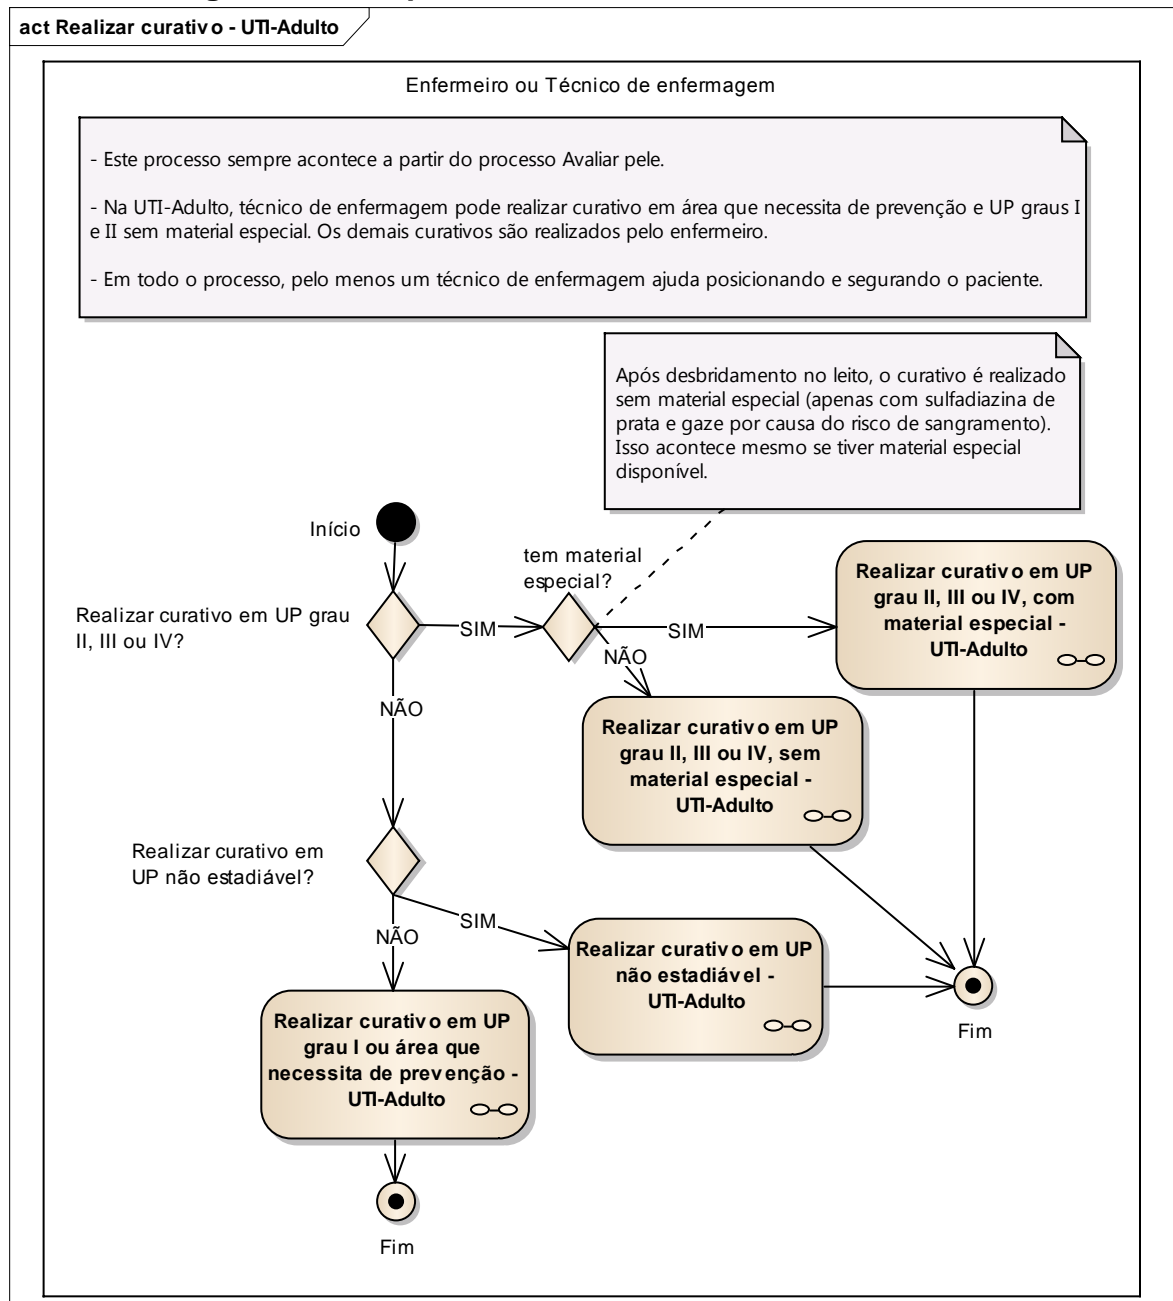 act Realizar curativo - UTI-Adulto
Enfermeiro ou Técnico de enfermagem
- Este processo sempre acontece a partir do processo Avaliar pele.
- Na UTI-Adulto, técnico de enfermagem pode realizar curativo em área que necessita de prevenção e UP graus I
e II sem material especial. Os demais curativos são realizados pelo enfermeiro.
- Em todo o processo, pelo menos um técnico de enfermagem ajuda posicionando e segurando o paciente.
Após desbridamento no leito, o curativo é realizado
sem material especial (apenas com sulfadiazina de
prata e gaze por causa do risco de sangramento).
Isso acontece mesmo se tiver material especial
disponível.
Início
tem material
especial?
Realizar curativo em UP grau
II, III ou IV?
SIM
SIM
Realizar curativo em UP
grau II, III ou IV, com
material especial -
UTI-Adulto
NÃO
NÃO
Realizar curativo em UP
grau II, III ou IV, sem
material especial -
UTI-Adulto
Realizar curativo em
UP não estadiável?
SIM
NÃO
Realizar curativo em UP
não estadiável -
UTI-Adulto
Fim
Realizar curativo em UP
grau I ou área que
necessita de prevenção -
UTI-Adulto
Fim